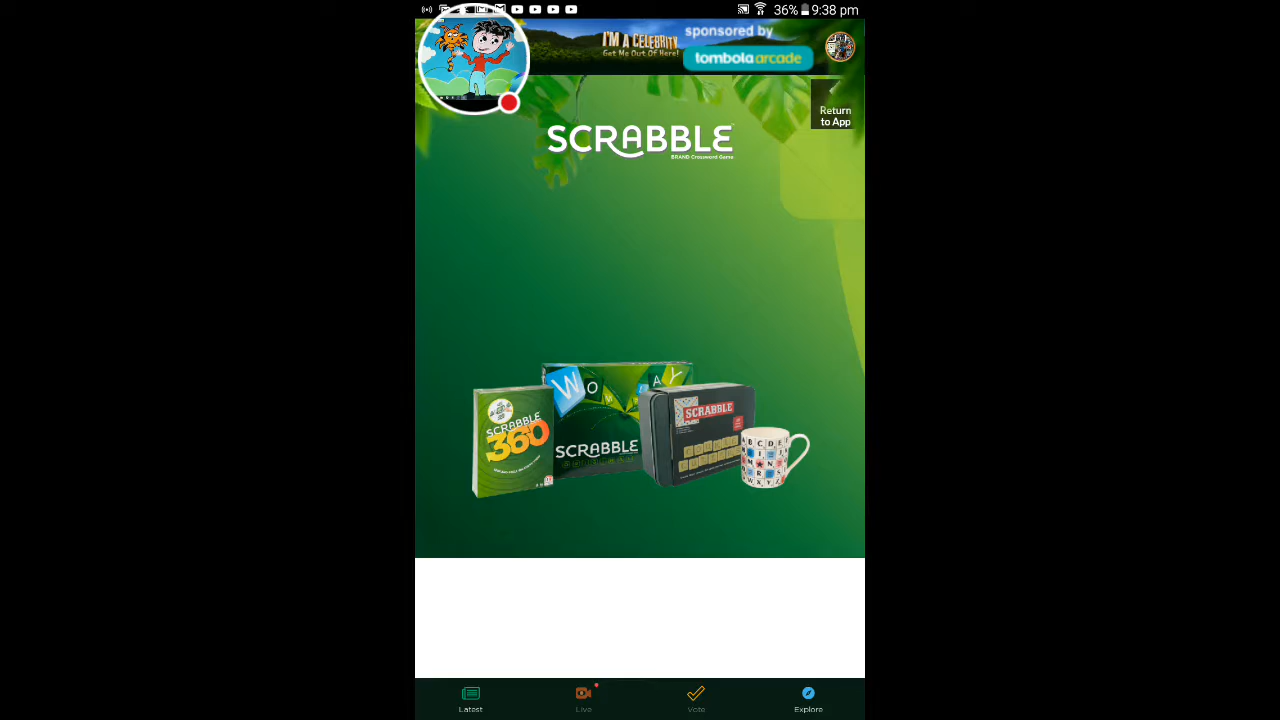 36% 9:38 pm
I'M A CELEBRITY
Get Me Out Of Here!
sponsored by
tombola arcade
Return
to App
SCRABBLE
BRAND Crossword Game
W O
A Y
SCRABBLE
360
SCRABBLE
SCRABBLE
A B C D E
Latest
Live
Vote
Explore